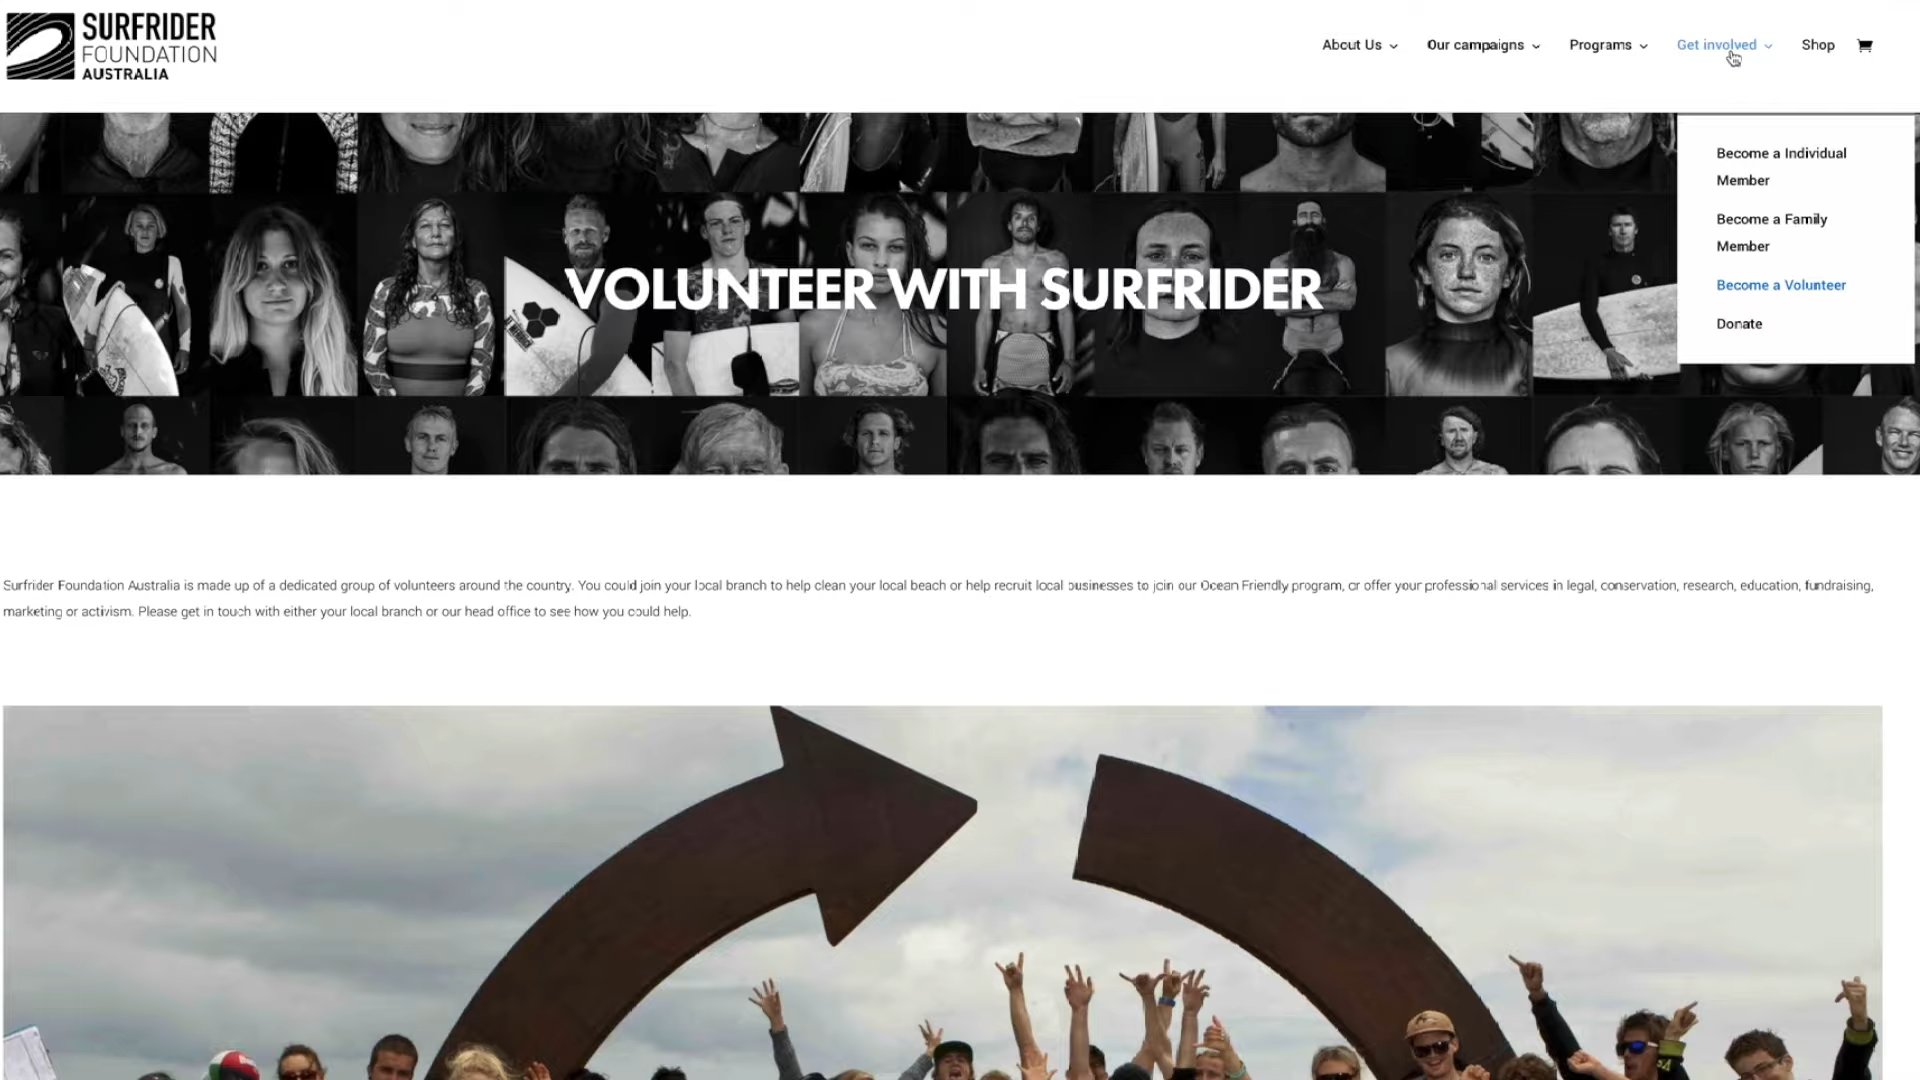 SURFRIDER
FOUNDATION
AUSTRALIA
About Us
Our campaigns
Programs
Get involved
Shop
Become a Individual
Member
Become a Family
Member
Become a Volunteer
Donate
VOLUNTEER WITH SURFRIDER
Surfrider Foundation Australia is made up of a dedicated group of volunteers around the country. You could join your local branch to help clean your local beach or help recruit local businesses to join our Ocean Friendly program, or offer your professional services in legal, conservation, research, education, fundraising,
marketing or activism. Please get in touch with either your local branch or our head office to see how you could help.